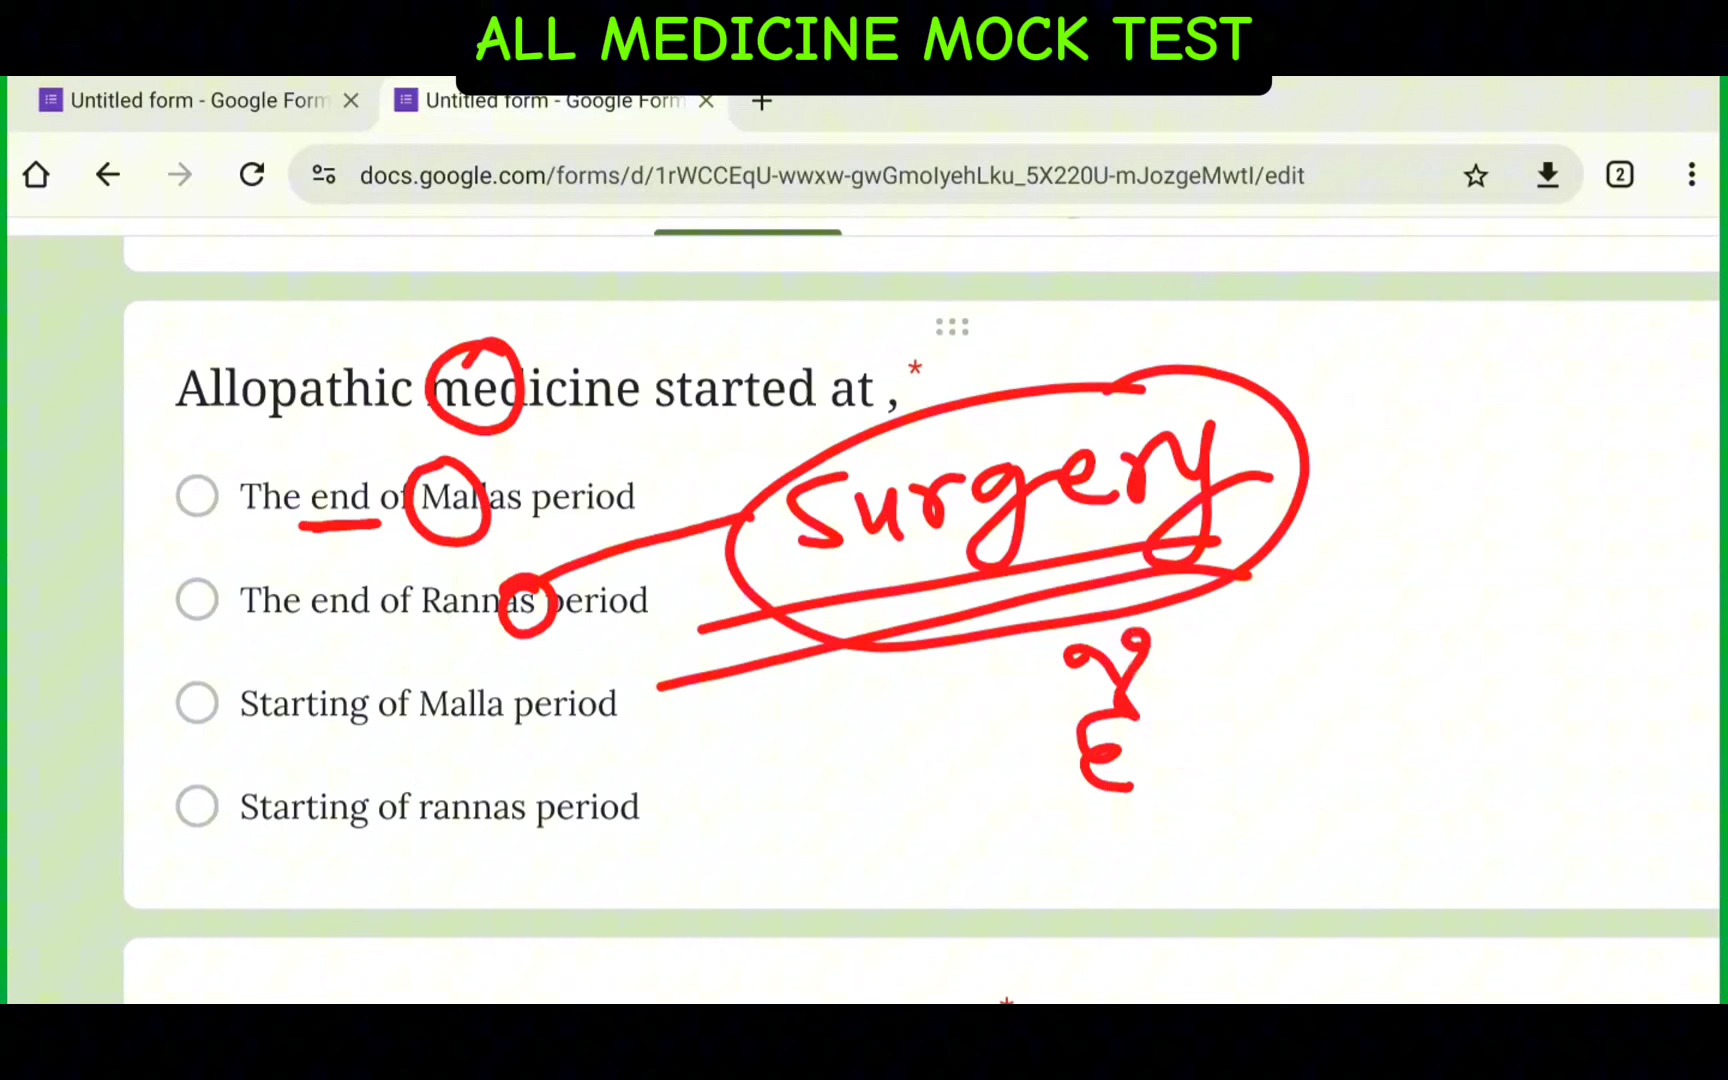 ALL MEDICINE MOCK TEST
Untitled form - Google Form
Untitled form - Google Form
docs.google.com/forms/d/1rWCCEqU-wwxw-gwGmoIyehLku_5X220U-mJozgeMwtI/edit
2
Allopathic medicine started at , *
Surgery
The end of Mallas period
The end of Rannas period
Starting of Malla period
Starting of rannas period
*